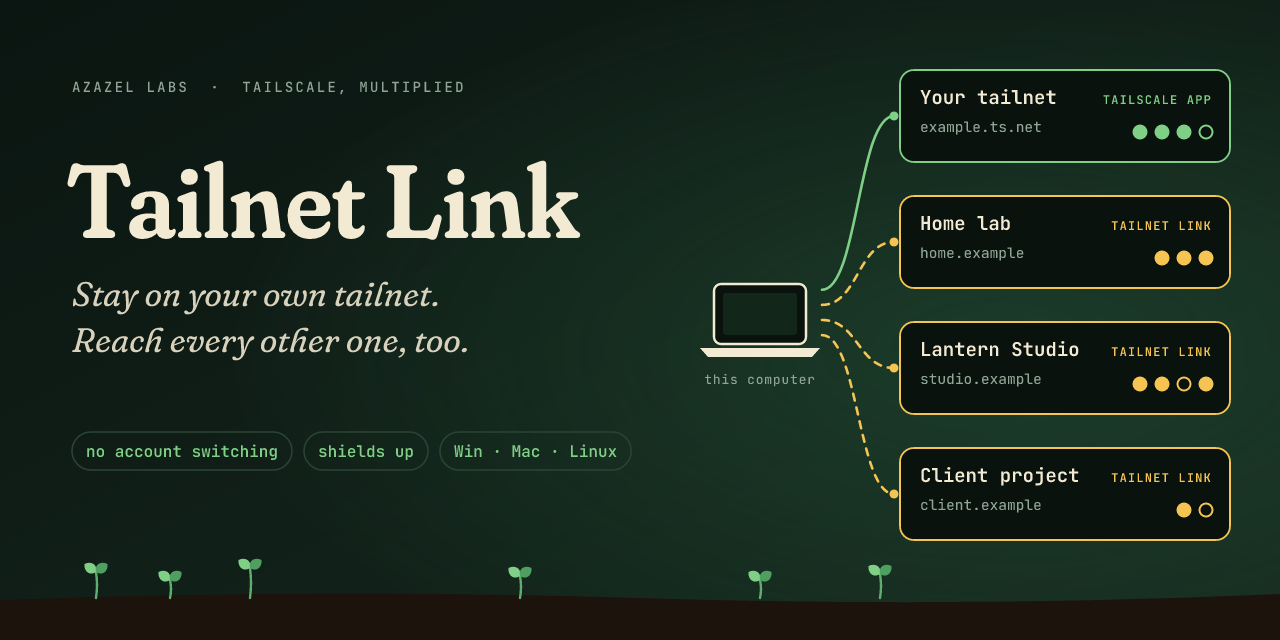 AZAZEL LABS · TAILSCALE, MULTIPLIED
Tailnet Link
Stay on your own tailnet.
Reach every other one, too.
no account switching
shields up
Win · Mac · Linux
this computer
Your tailnet
TAILSCALE APP
example.ts.net
Home lab
TAILNET LINK
home.example
Lantern Studio
TAILNET LINK
studio.example
Client project
TAILNET LINK
client.example